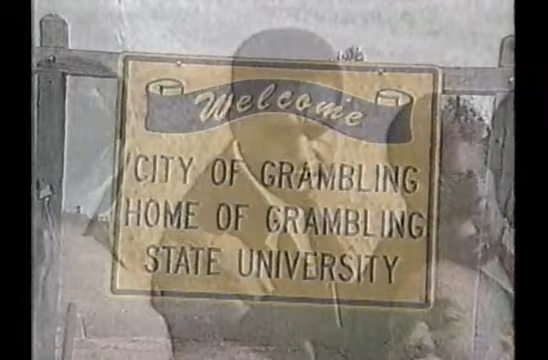 Welcome
CITY OF GRAMBLING
HOME OF GRAMBLING
STATE UNIVERSITY